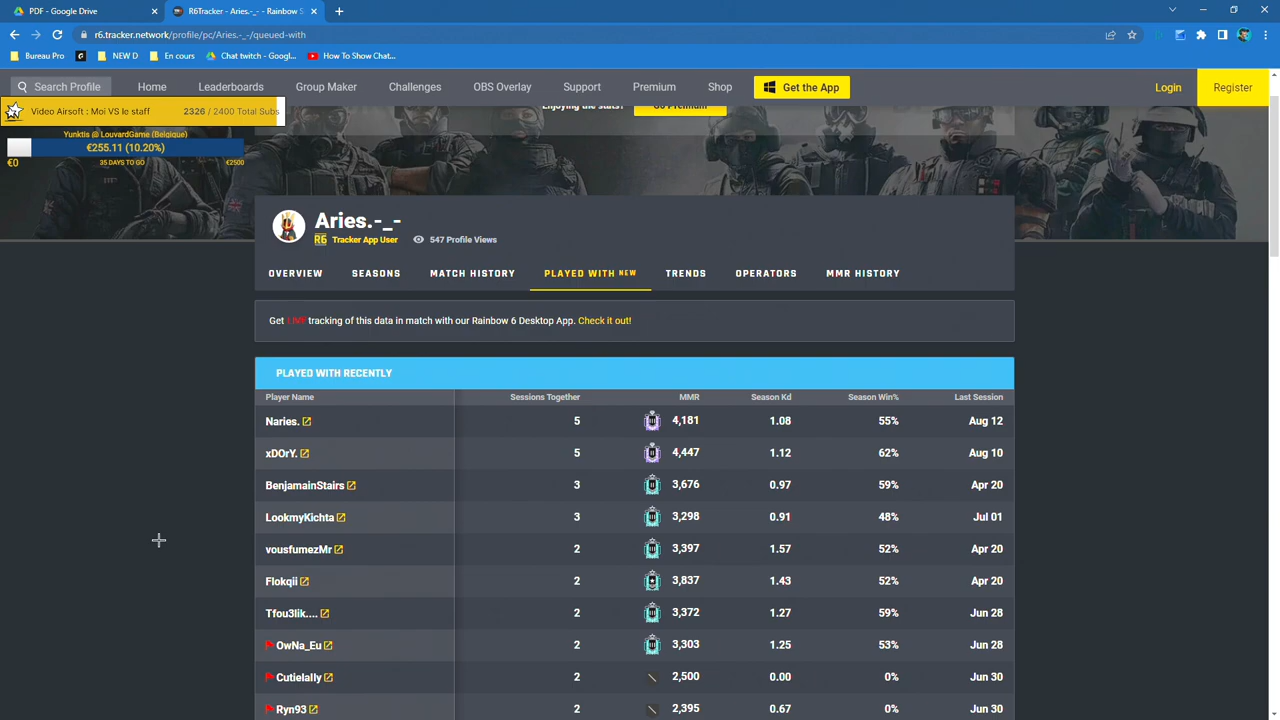 PDF - Google Drive
R6Tracker - Aries.-_- - Rainbow S
r6.tracker.network/profile/pc/Aries.-_-/queued-with
Bureau Pro
NEW D
En cours
Chat twitch - Googl...
How To Show Chat...
Search Profile
Home
Leaderboards
Group Maker
Challenges
OBS Overlay
Support
Premium
Shop
Get the App
Login
Register
Video Airsoft : Moi VS le staff 2326 / 2400 Total Subs
Yunktis @ LouvardGame (Belgique)
€255.11 (10.20%)
€0 35 DAYS TO GO €2500
Enjoying the stats?
Aries.-_-
R6 Tracker App User 547 Profile Views
OVERVIEW SEASONS MATCH HISTORY PLAYED WITH NEW TRENDS OPERATORS MMR HISTORY
Get LIVE tracking of this data in match with our Rainbow 6 Desktop App. Check it out!
PLAYED WITH RECENTLY
Player Name Sessions Together MMR Season Kd Season Win% Last Session
Naries. 5 4,181 1.08 55% Aug 12
xDOrY. 5 4,447 1.12 62% Aug 10
BenjamainStairs 3 3,676 0.97 59% Apr 20
LookmyKichta 3 3,298 0.91 48% Jul 01
vousfumezMr 2 3,397 1.57 52% Apr 20
Flokqii 2 3,837 1.43 52% Apr 20
Tfou3lik.... 2 3,372 1.27 59% Jun 28
OwNa_Eu 2 3,303 1.25 53% Jun 28
Cutielally 2 2,500 0.00 0% Jun 30
Ryn93 2 2,395 0.67 0% Jun 30